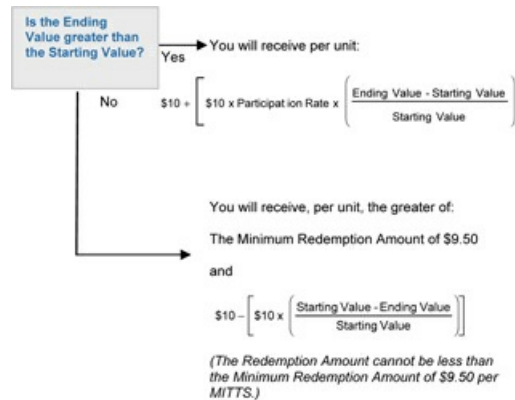 Is the Ending
Value greater than
the Starting Value?
Yes
You will receive per unit:
No
$10 + [ $10 x Participat ion Rate x ( Ending Value - Starting Value
Starting Value
You will receive, per unit, the greater of:
The Minimum Redemption Amount of $9.50
and
$10 – [ $10 x ( Starting Value - Ending Value
Starting Value ) ]
(The Redemption Amount cannot be less than
the Minimum Redemption Amount of $9.50 per
MITTS.)